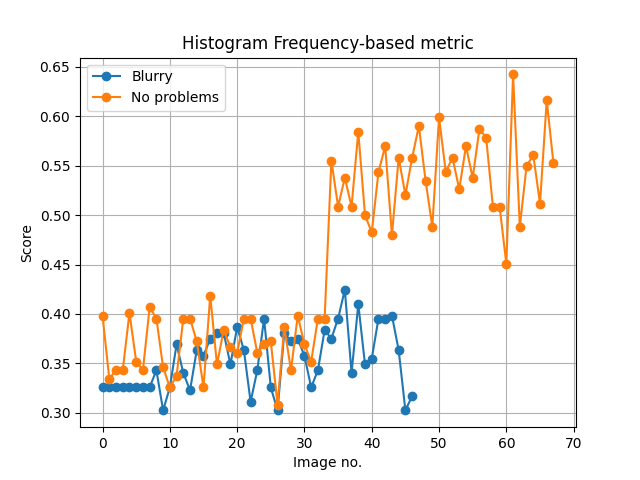 Histogram Frequency-based metric
Blurry
No problems
0.65
0.60
0.55
0.50
0.45
0.40
0.35
0.30
Score
0 10 20 30 40 50 60 70
Image no.